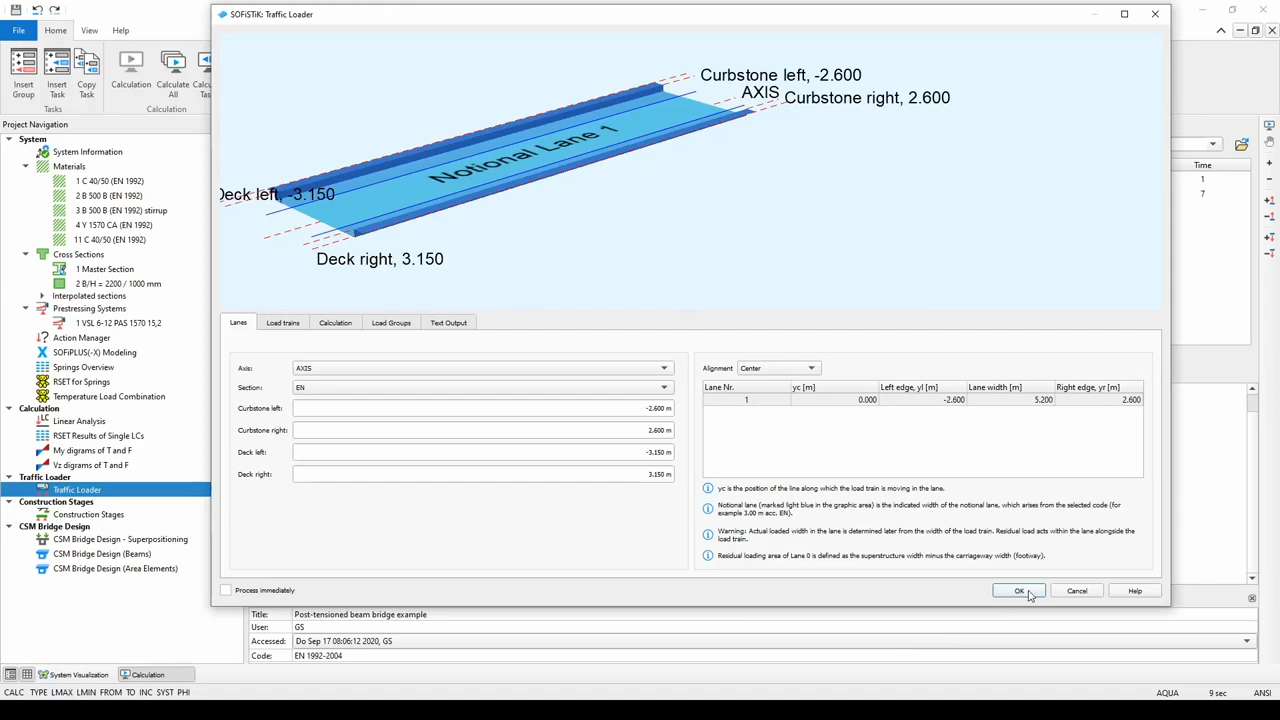 SOFiSTiK: Traffic Loader
File
Home
View
Help
Insert Group
Insert Task
Copy Task
Calculation
Calculate All
Tasks
Calculation
Project Navigation
System
System Information
Materials
1 C 40/50 (EN 1992)
2 B 500 B (EN 1992)
3 B 500 B (EN 1992) stirrup
4 Y 1570 CA (EN 1992)
11 C 40/50 (EN 1992)
Cross Sections
1 Master Section
2 B/H = 2200 / 1000 mm
Interpolated sections
Prestressing Systems
1 VSL 6-12 PAS 1570 15,2
Action Manager
SOFiPLUS(-X) Modeling
Springs Overview
RSET for Springs
Temperature Load Combination
Calculation
Linear Analysis
RSET Results of Single LCs
My digrams of T and F
Vz digrams of T and F
Traffic Loader
Traffic Loader
Construction Stages
Construction Stages
CSM Bridge Design
CSM Bridge Design - Superpositioning
CSM Bridge Design (Beams)
CSM Bridge Design (Area Elements)
Curbstone left, -2.600
AXIS
Curbstone right, 2.600
Notional Lane 1
Deck left, -3.150
Deck right, 3.150
Lanes
Load trains
Calculation
Load Groups
Text Output
Axis: AXIS
Section: EN
Curbstone left: -2.600 m
Curbstone right: 2.600 m
Deck left: -3.150 m
Deck right: 3.150 m
Alignment Center
Lane Nr. yc [m] Left edge, yl [m] Lane width [m] Right edge, yr [m]
1 0.000 -2.600 5.200 2.600
yc is the position of the line along which the load train is moving in the lane.
Notional lane (marked light blue in the graphic area) is the indicated width of the notional lane, which arises from the selected code (for
example 3.00 m acc. EN).
Warning: Actual loaded width in the lane is determined later from the width of the load train. Residual load acts within the lane alongside the
load train.
Residual loading area of Lane 0 is defined as the superstructure width minus the carriageway width (footway).
Process immediately
OK
Cancel
Help
Time
1
7
Title: Post-tensioned beam bridge example
User: GS
Accessed: Do Sep 17 08:06:12 2020, GS
Code: EN 1992-2004
System Visualization
Calculation
CALC TYPE LMAX LMIN FROM TO INC SYST PHI
AQUA
9 sec
ANSI